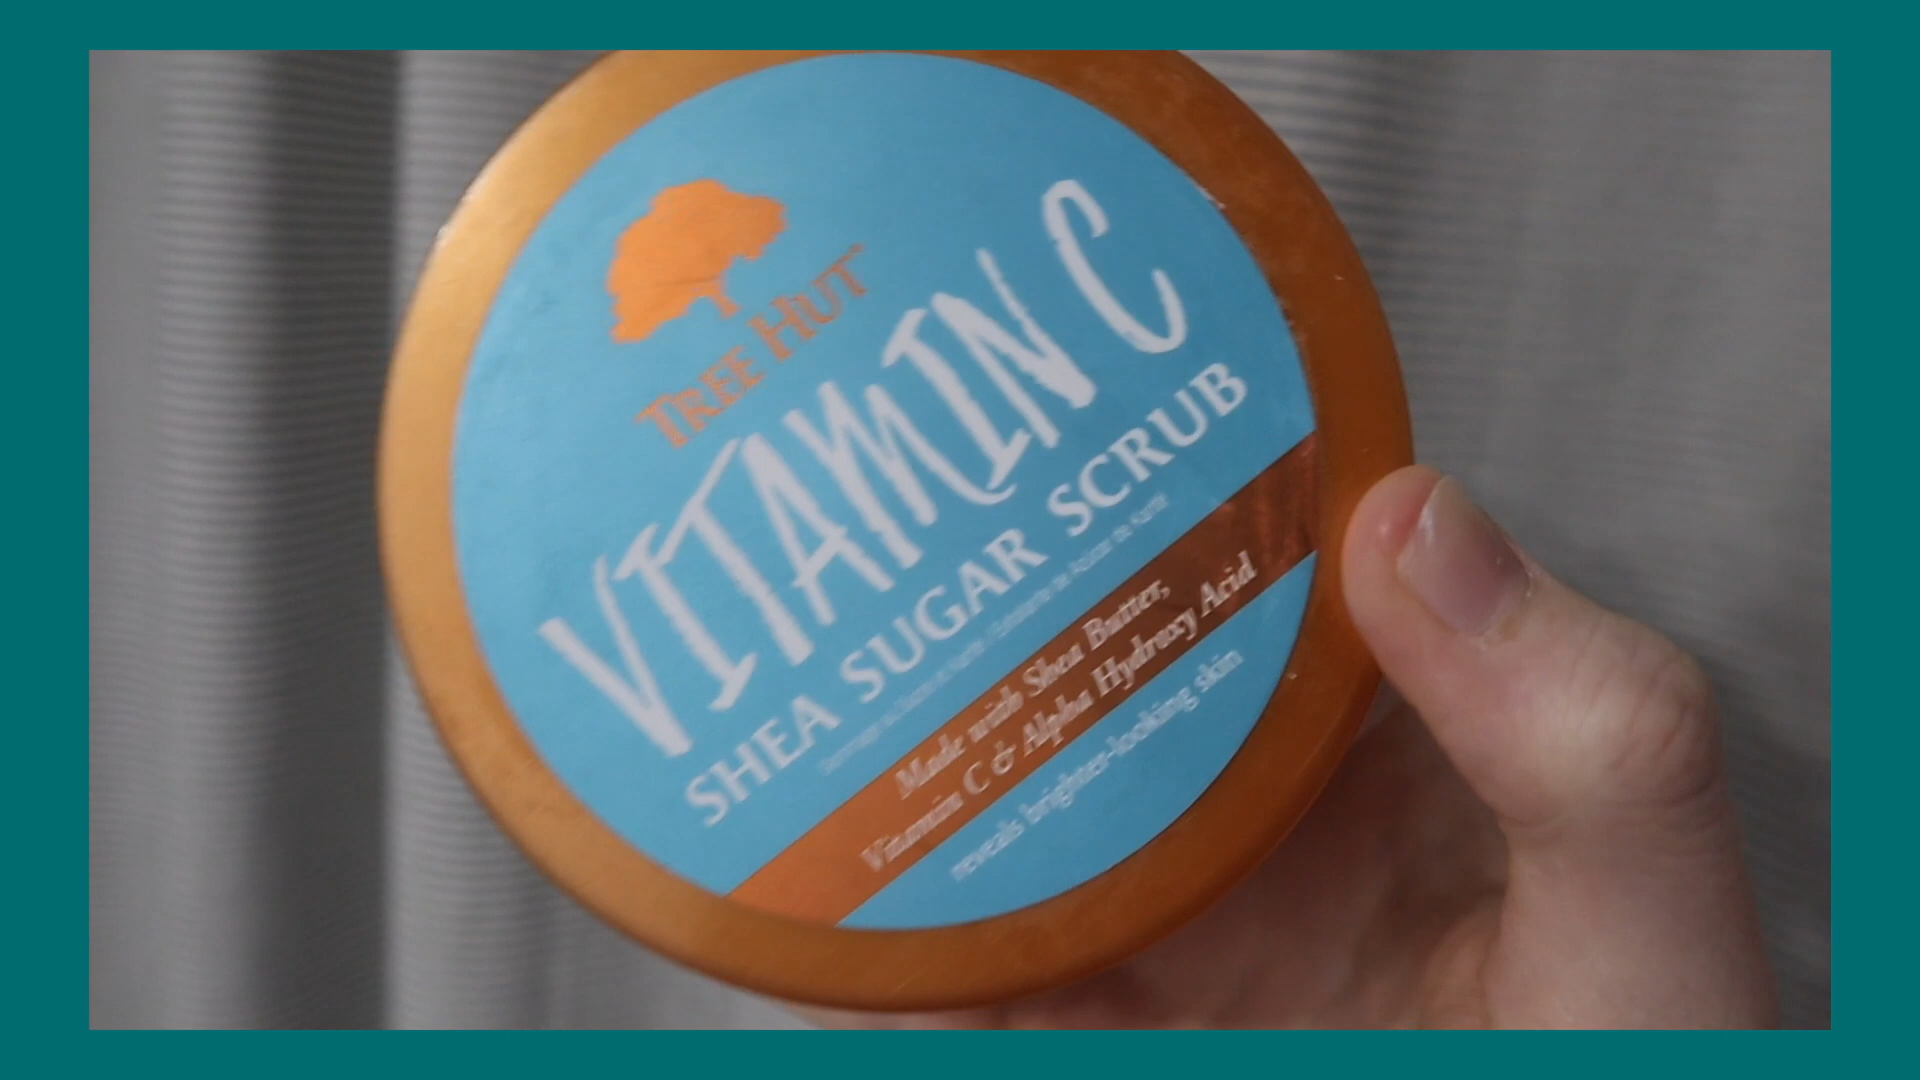 TREE HUT
VITAMIN C
SHEA SUGAR SCRUB
Made with Shea Butter,
Vitamin C & Alpha Hydroxy Acid
reveals brighter-looking skin